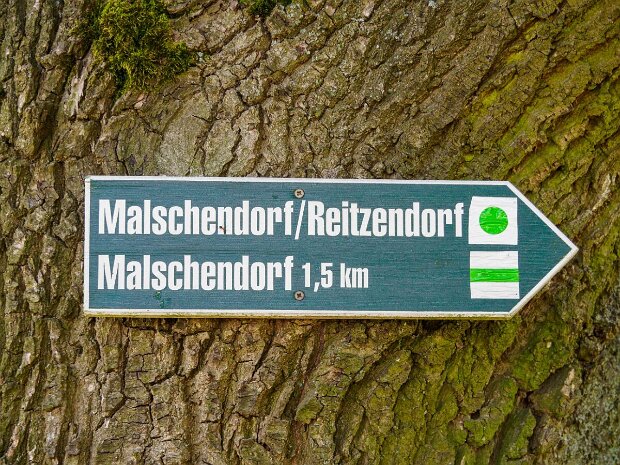 Malschendorf/Reitzendorf
Malschendorf 1,5 km